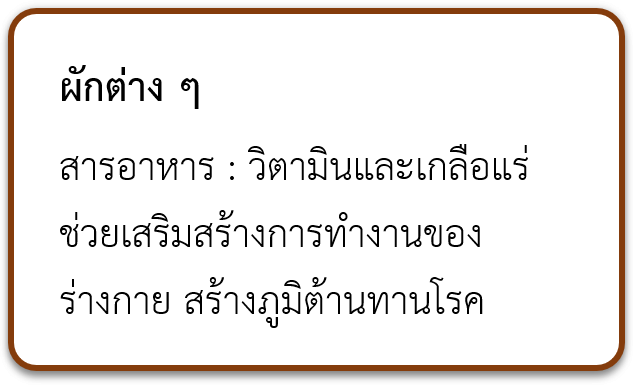 ผักต่าง ๆ
สารอาหาร : วิตามินและเกลือแร่
ช่วยเสริมสร้างการทำงานของ
ร่างกาย สร้างภูมิต้านทานโรค